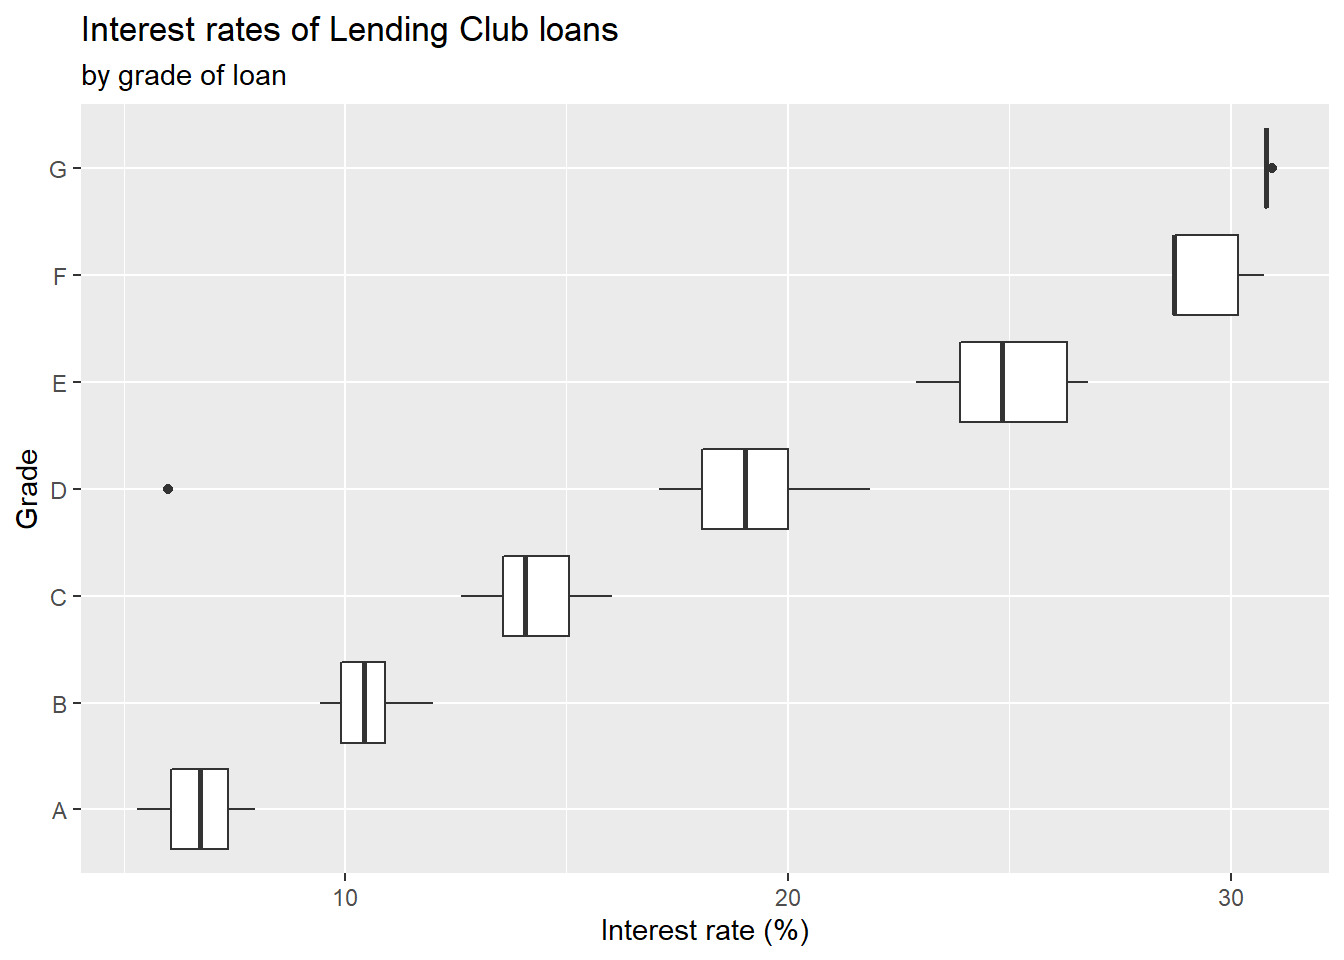 Interest rates of Lending Club loans
by grade of loan
G
F
E
D
C
B
A
Grade
10 20 30
Interest rate (%)